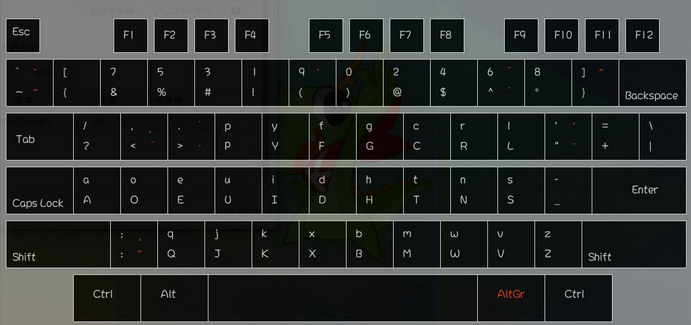 Esc F1 F2 F3 F4 F5 F6 F7 F8 F9 F10 F11 F12
` [ 7 5 3 1 9 0 2 4 6 8 ] Backspace
~ { & % # ! ( ) @ $ ^ * }
Tab / , . p y f g c r l ' = \
? < > P Y F G C R L " + |
Caps Lock a o e u i d h t n s - Enter
A O E U I D H T N S _
Shift ; q j k x b m w v z Shift
: Q J K X B M W V Z
Ctrl Alt AltGr Ctrl